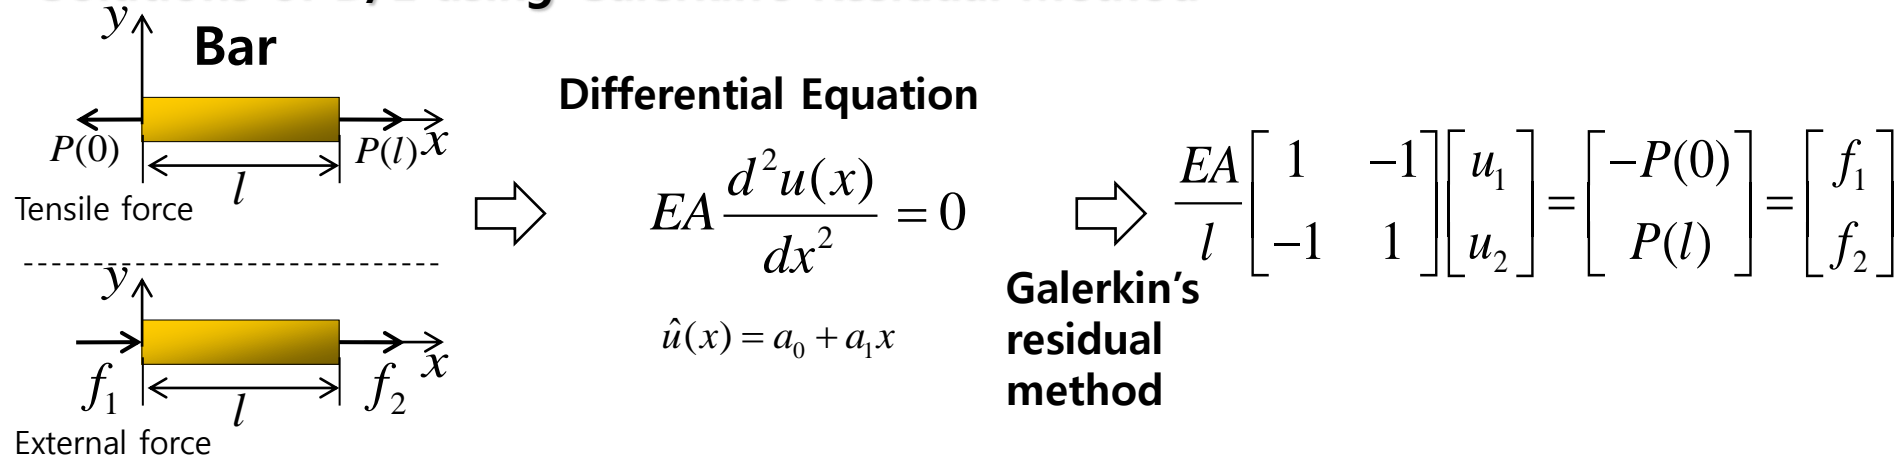 Bar
y
P(0)
P(l) x
l
Tensile force
y
x
f₁
l
f₂
External force
Differential Equation
EA d²u(x)/dx² = 0
û(x) = a₀ + a₁x
Galerkin's
residual
method
EA/l [1 −1; −1 1] [u₁; u₂] = [−P(0); P(l)] = [f₁; f₂]